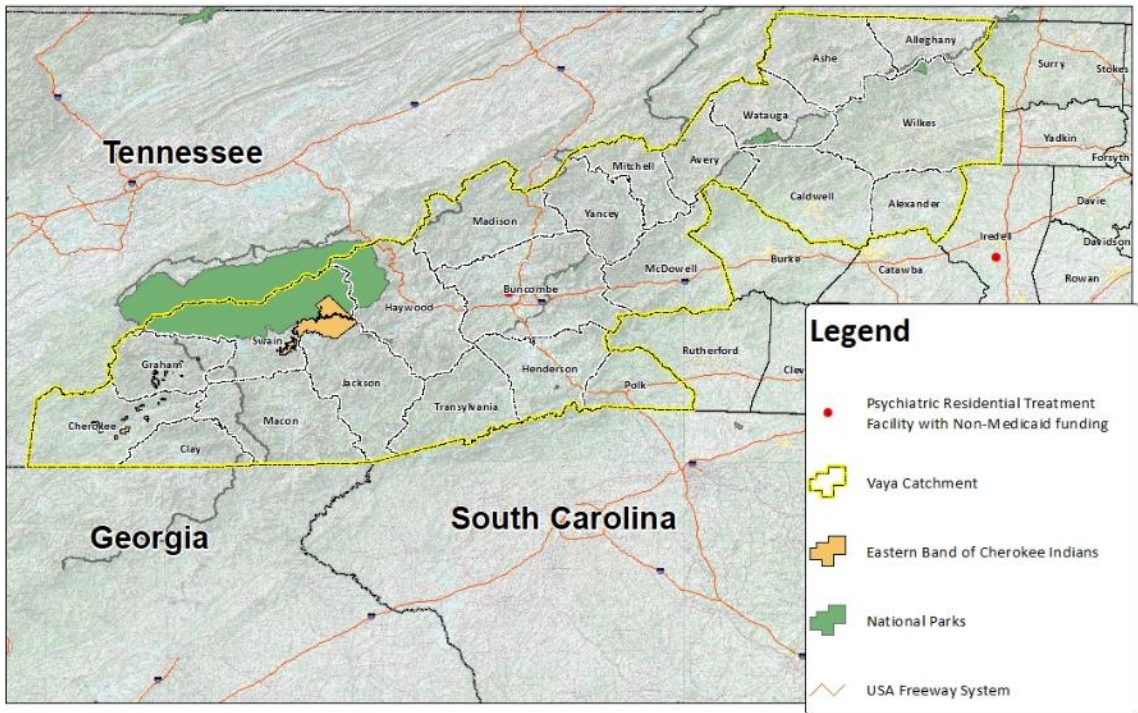 Alleghany
Ashe
Surry
Stokes
Watauga
Wilkes
Yadkin
Tennessee
Mitchell
Avery
Forsyth
Caldwell
Alexander
Davie
Madison
Yancey
Iredell
Davidson
McDowell
Burke
Catawba
Rowan
Buncombe
Haywood
Swain
Rutherford
Graham
Henderson
Clev
Jackson
Polk
Transylvania
Macon
Cherokee
Clay
South Carolina
Georgia
Legend
Psychiatric Residential Treatment
Facility with Non-Medicaid funding
Vaya Catchment
Eastern Band of Cherokee Indians
National Parks
USA Freeway System